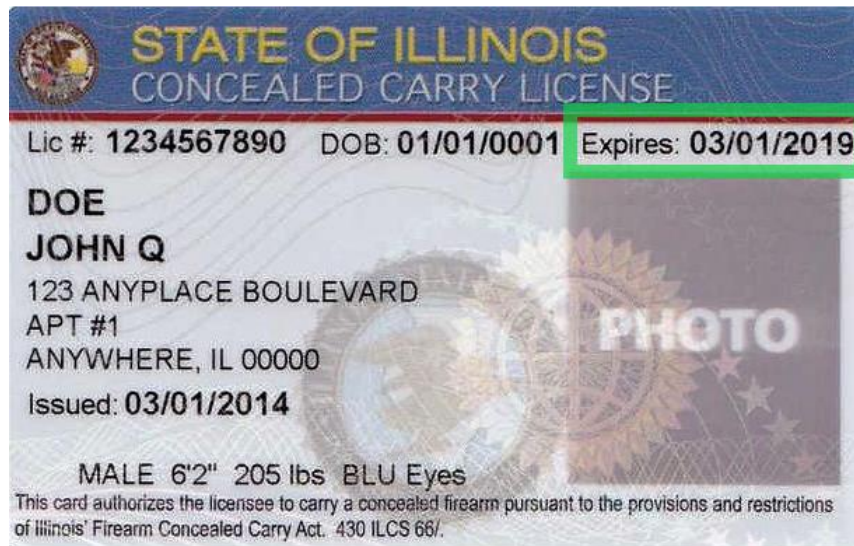 STATE OF ILLINOIS
CONCEALED CARRY LICENSE
Lic #: 1234567890 DOB: 01/01/0001 Expires: 03/01/2019
DOE
JOHN Q
123 ANYPLACE BOULEVARD
APT #1
ANYWHERE, IL 00000
PHOTO
Issued: 03/01/2014
MALE 6'2" 205 lbs BLU Eyes
This card authorizes the licensee to carry a concealed firearm pursuant to the provisions and restrictions
of Illinois' Firearm Concealed Carry Act. 430 ILCS 66/.